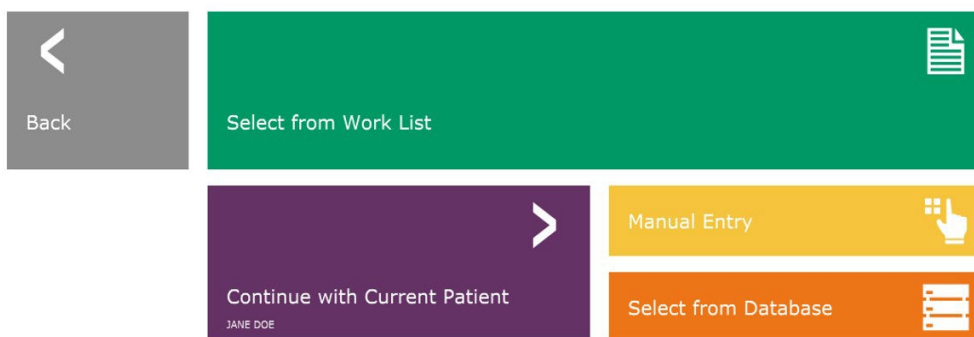 Back
Select from Work List
Continue with Current Patient
JANE DOE
Manual Entry
Select from Database